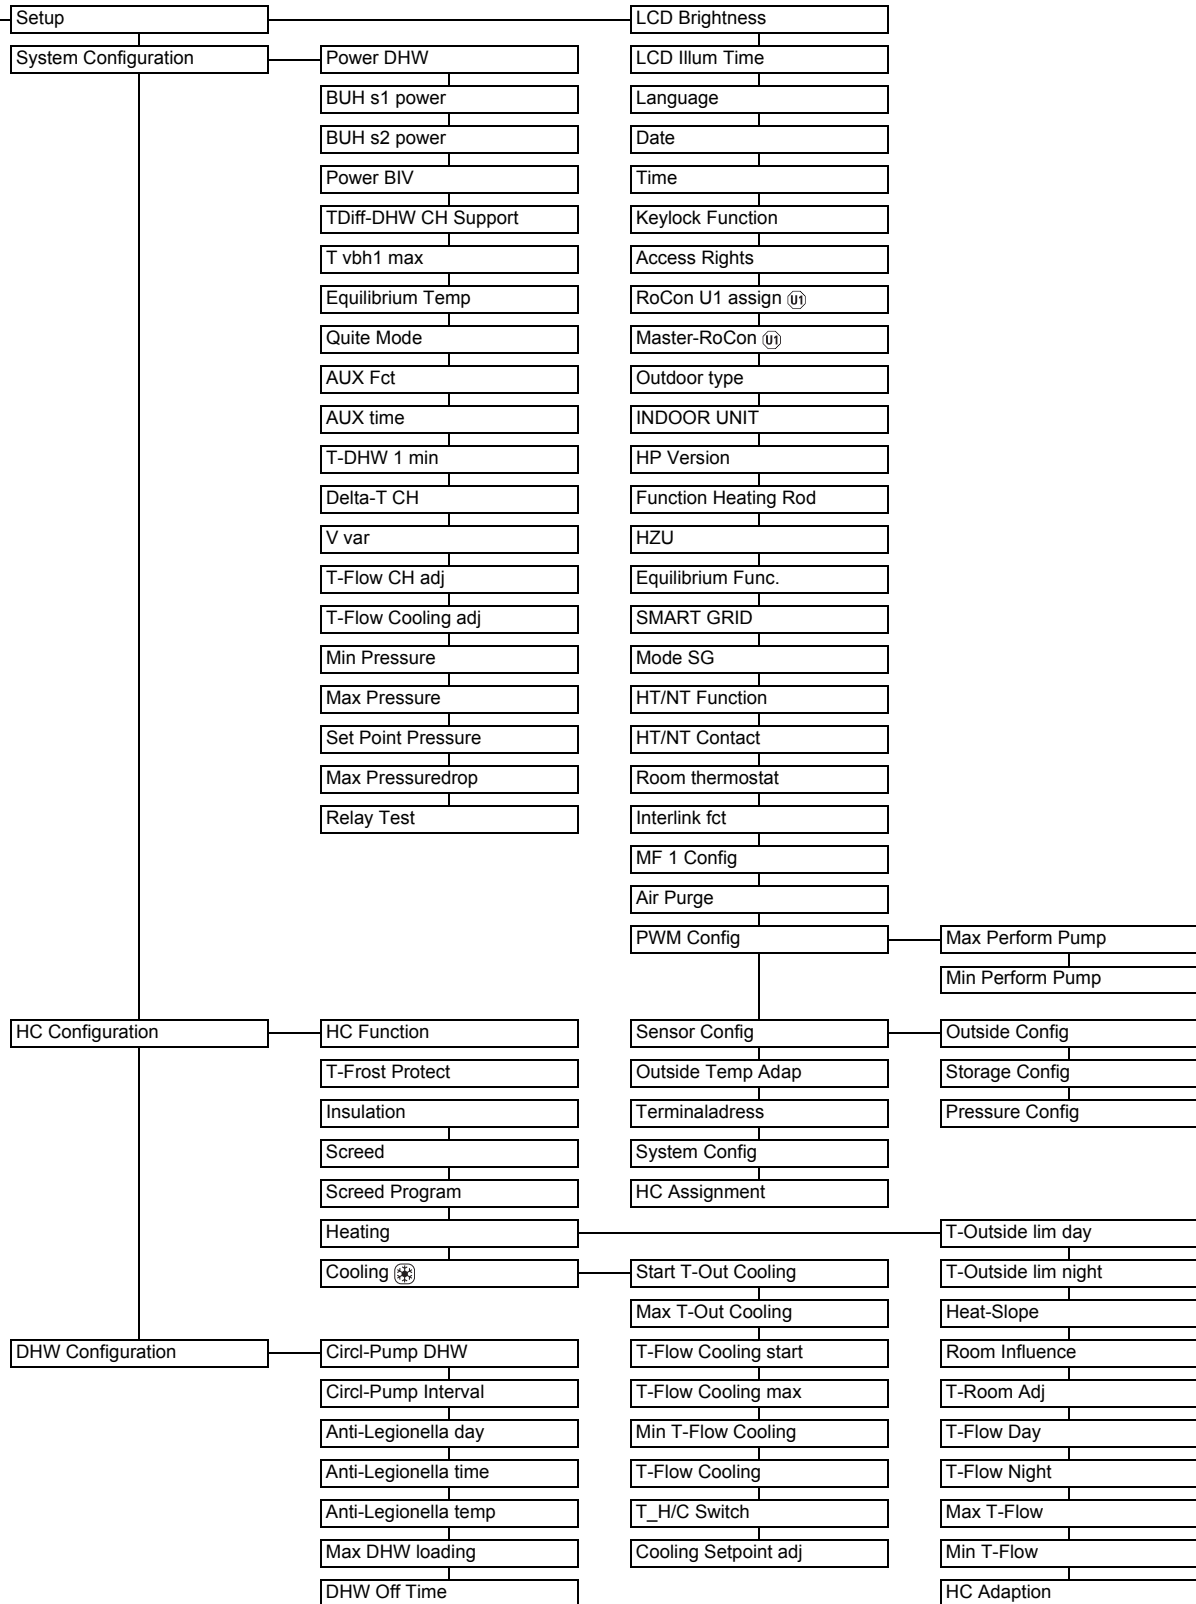 Setup
LCD Brightness
System Configuration
Power DHW
LCD Illum Time
BUH s1 power
Language
BUH s2 power
Date
Power BIV
Time
TDiff-DHW CH Support
Keylock Function
T vbh1 max
Access Rights
Equilibrium Temp
RoCon U1 assign U1
Quite Mode
Master-RoCon U1
AUX Fct
Outdoor type
AUX time
INDOOR UNIT
T-DHW 1 min
HP Version
Delta-T CH
Function Heating Rod
V var
HZU
T-Flow CH adj
Equilibrium Func.
T-Flow Cooling adj
SMART GRID
Min Pressure
Mode SG
Max Pressure
HT/NT Function
Set Point Pressure
HT/NT Contact
Max Pressuredrop
Room thermostat
Relay Test
Interlink fct
MF 1 Config
Air Purge
PWM Config
Max Perform Pump
Min Perform Pump
HC Configuration
HC Function
Sensor Config
Outside Config
T-Frost Protect
Outside Temp Adap
Storage Config
Insulation
Terminaladress
Pressure Config
Screed
System Config
Screed Program
HC Assignment
Heating
T-Outside lim day
Cooling
Start T-Out Cooling
T-Outside lim night
Max T-Out Cooling
Heat-Slope
DHW Configuration
Circl-Pump DHW
T-Flow Cooling start
Room Influence
Circl-Pump Interval
T-Flow Cooling max
T-Room Adj
Anti-Legionella day
Min T-Flow Cooling
T-Flow Day
Anti-Legionella time
T-Flow Cooling
T-Flow Night
Anti-Legionella temp
T_H/C Switch
Max T-Flow
Max DHW loading
Cooling Setpoint adj
Min T-Flow
DHW Off Time
HC Adaption